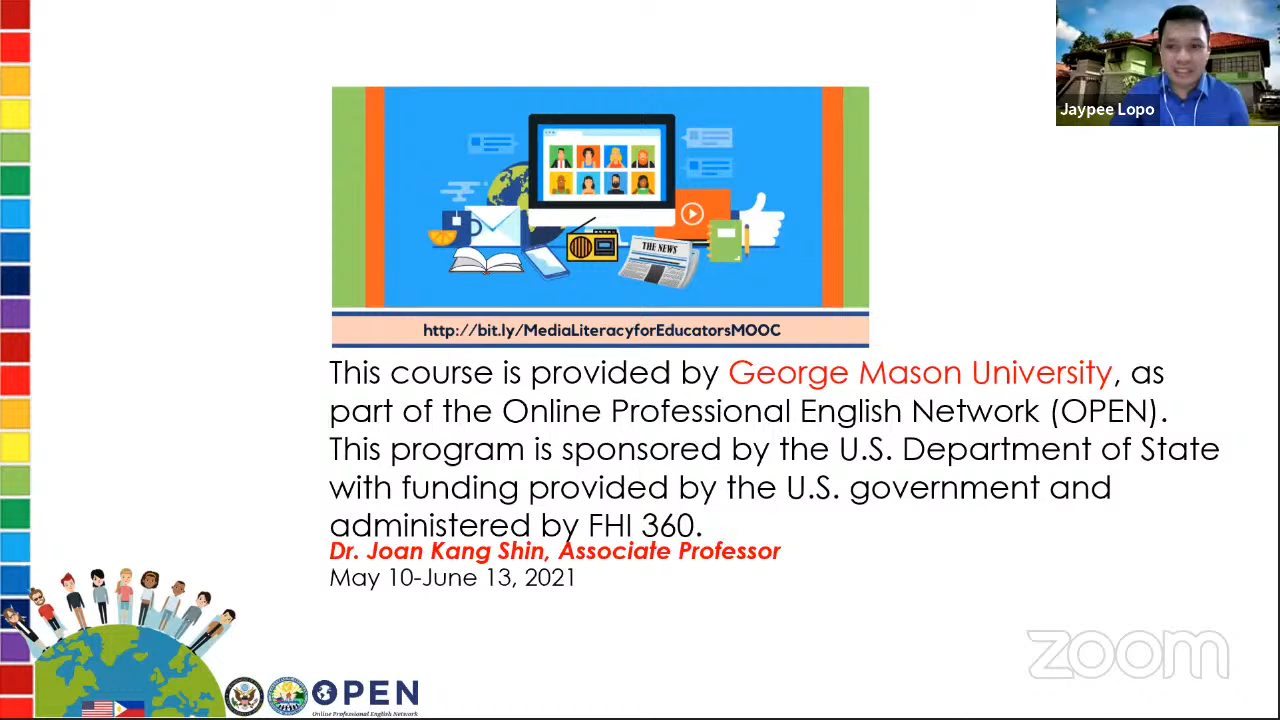 Jaypee Lopo
THE NEWS
http://bit.ly/MediaLiteracyforEducatorsMOOC
This course is provided by George Mason University, as
part of the Online Professional English Network (OPEN).
This program is sponsored by the U.S. Department of State
with funding provided by the U.S. government and
administered by FHI 360.
Dr. Joan Kang Shin, Associate Professor
May 10-June 13, 2021
zoom
OPEN
Online Professional English Network